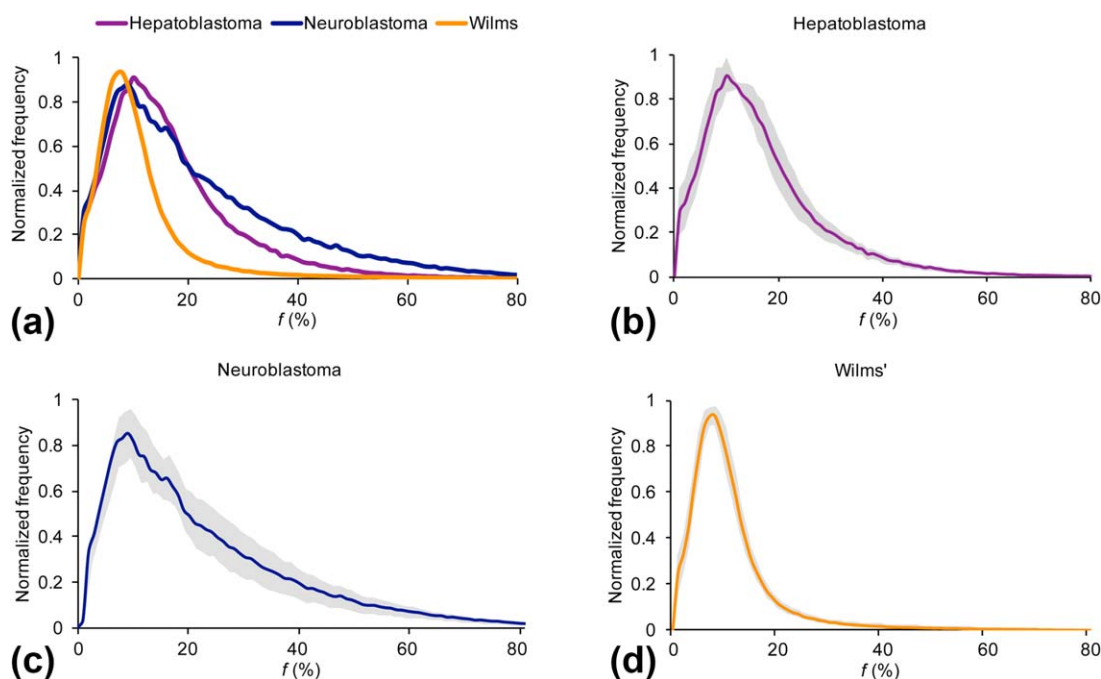 Hepatoblastoma Neuroblastoma Wilms
Normalized frequency
1
0.8
0.6
0.4
0.2
0
0 20 40 60 80
f (%)
(a)
Hepatoblastoma
Normalized frequency
1
0.8
0.6
0.4
0.2
0
0 20 40 60 80
f (%)
(b)
Neuroblastoma
Normalized frequency
1
0.8
0.6
0.4
0.2
0
0 20 40 60 80
f (%)
(c)
Wilms'
Normalized frequency
1
0.8
0.6
0.4
0.2
0
0 20 40 60 80
f (%)
(d)